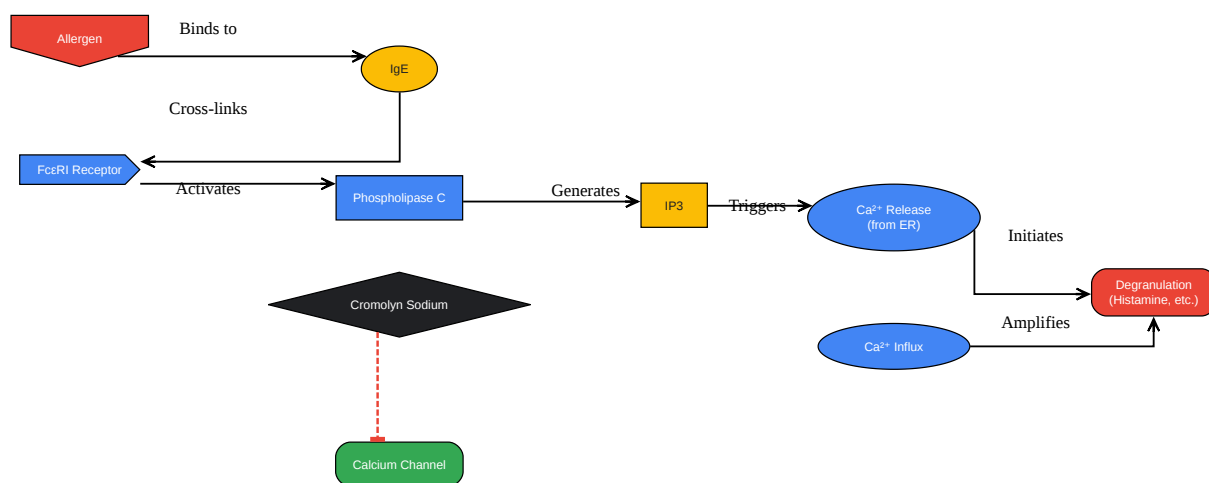 Allergen
Binds to
IgE
Cross-links
FcεRI Receptor
Activates
Phospholipase C
Generates
IP3
Triggers
Ca²⁺ Release
(from ER)
Initiates
Degranulation
(Histamine, etc.)
Cromolyn Sodium
Amplifies
Ca²⁺ Influx
Calcium Channel